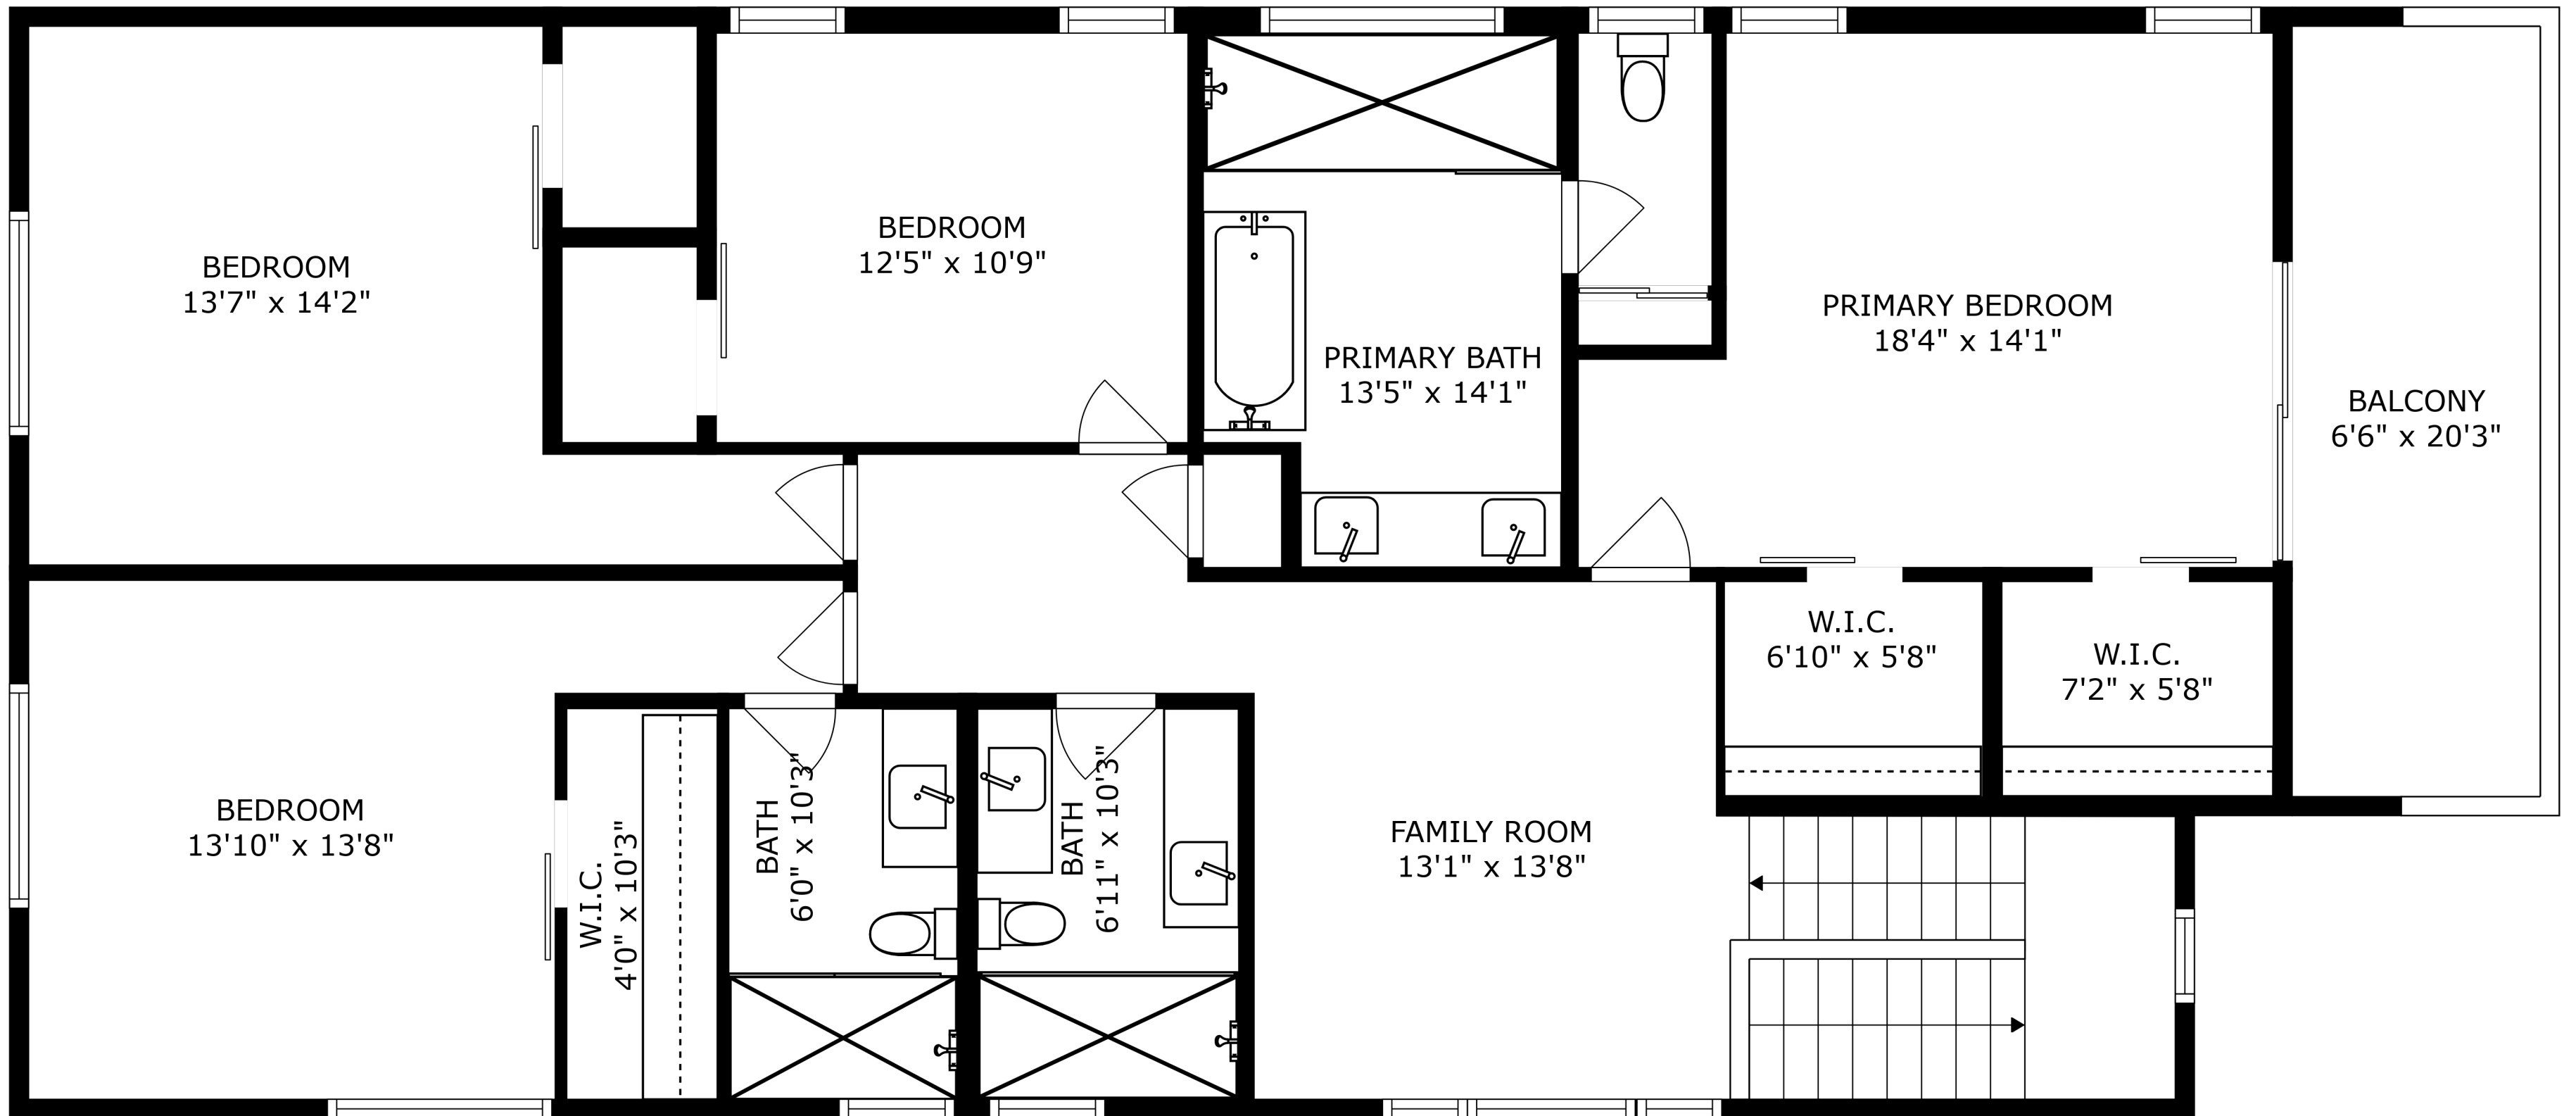 BEDROOM
13'7" x 14'2"
BEDROOM
12'5" x 10'9"
PRIMARY BATH
13'5" x 14'1"
PRIMARY BEDROOM
18'4" x 14'1"
BALCONY
6'6" x 20'3"
W.I.C.
6'10" x 5'8"
W.I.C.
7'2" x 5'8"
BEDROOM
13'10" x 13'8"
W.I.C.
4'0" x 10'3"
BATH
6'0" x 10'3"
BATH
6'11" x 10'3"
FAMILY ROOM
13'1" x 13'8"